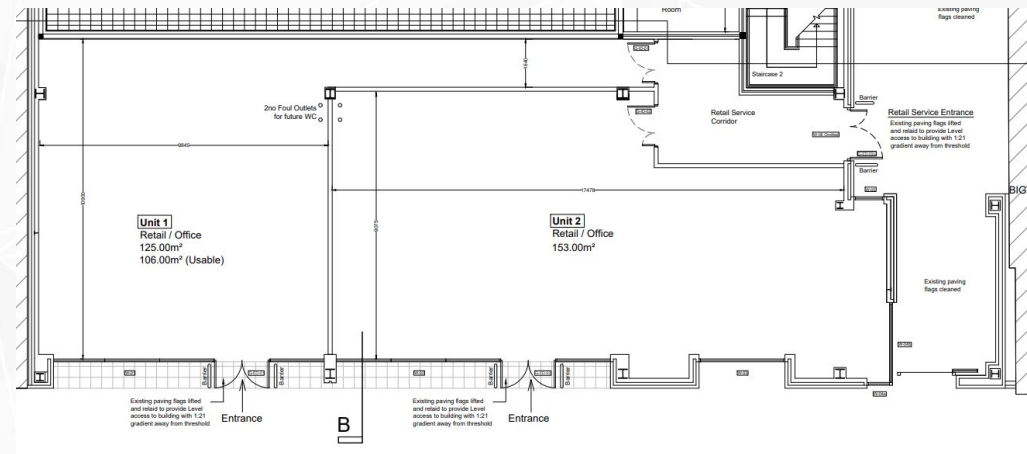 Room
Existing paving
flags cleaned
Staircase 2
Barrier
1640
2no Foul Outlets
for future WC
Retail Service
Corridor
Retail Service Entrance
Existing paving flags lifted
and relaid to provide Level
access to building with 1:21
gradient away from threshold
Barrier
17478
BIG
Unit 1
Retail / Office
125.00m²
106.00m² (Usable)
Unit 2
Retail / Office
153.00m²
Existing paving
flags cleaned
Barrier
Barrier
Barrier
Barrier
Existing paving flags lifted
and relaid to provide Level
access to building with 1:21
gradient away from threshold
Entrance
Existing paving flags lifted
and relaid to provide Level
access to building with 1:21
gradient away from threshold
Entrance
B